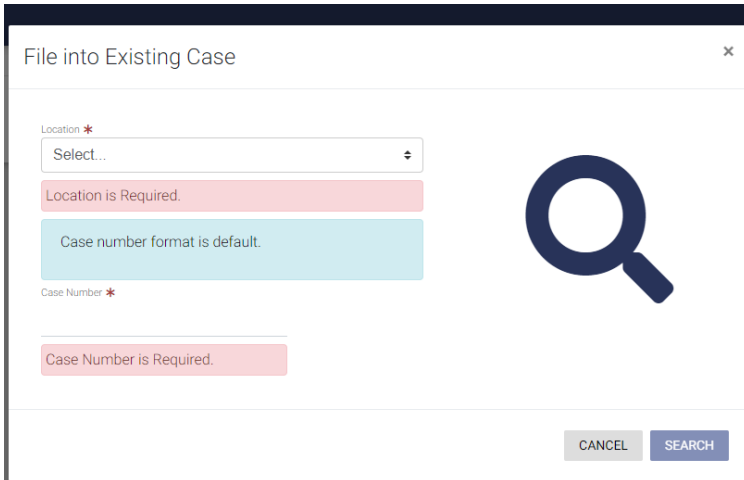 File into Existing Case
×
Location *
Select...
Location is Required.
Case number format is default.
Case Number *
Case Number is Required.
CANCEL SEARCH